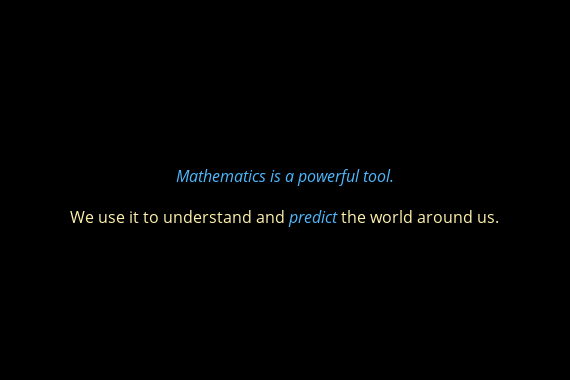 Mathematics is a powerful tool.
We use it to understand and predict the world around us.